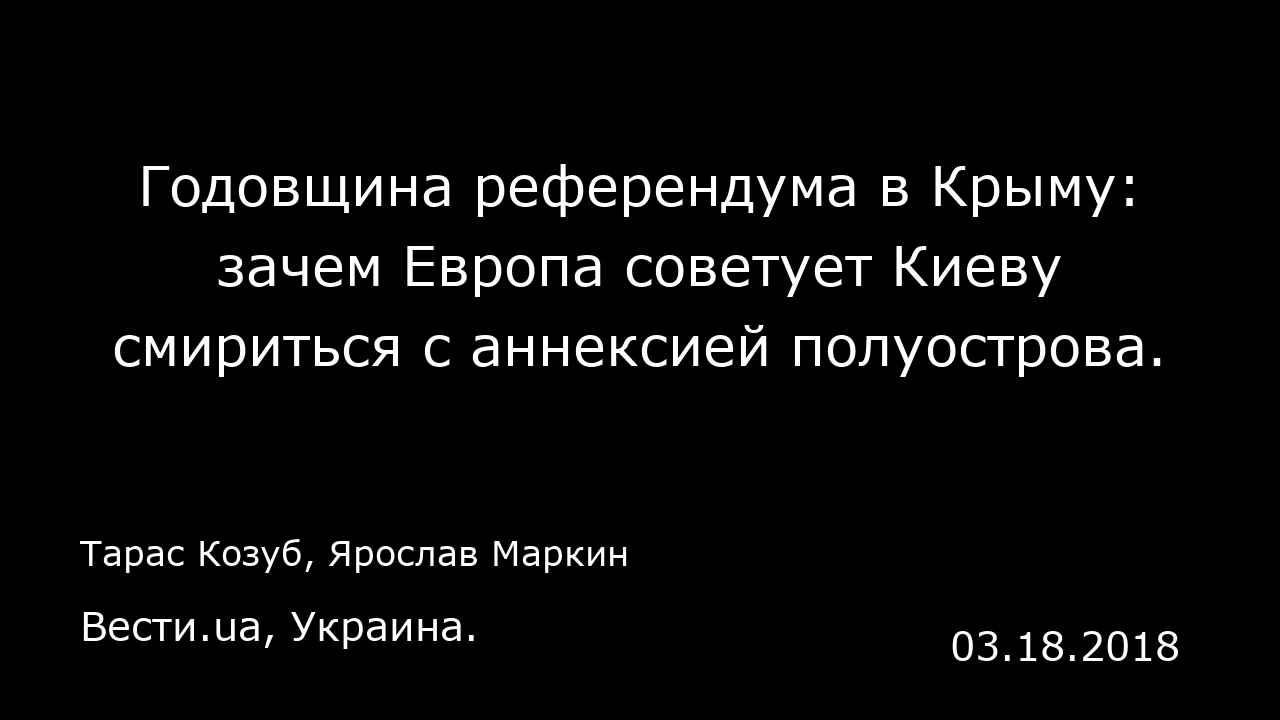 Годовщина референдума в Крыму:
зачем Европа советует Киеву
смириться с аннексией полуострова.
Тарас Козуб, Ярослав Маркин
Вести.ua, Украина.
03.18.2018